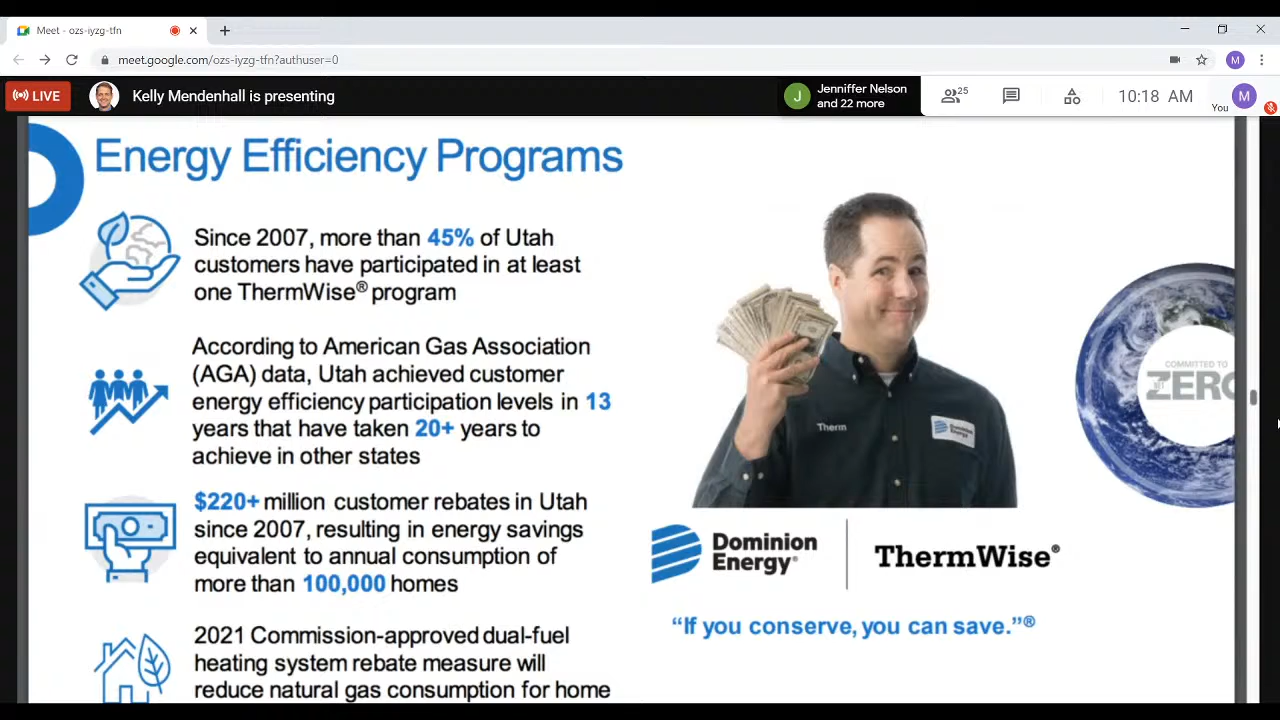 Meet - ozs-iyzg-tfn
meet.google.com/ozs-iyzg-tfn?authuser=0
M
LIVE
Kelly Mendenhall is presenting
J
Jenniffer Nelson
and 22 more
25
10:18 AM
You
M
Energy Efficiency Programs
Since 2007, more than 45% of Utah
customers have participated in at least
one ThermWise® program
According to American Gas Association
(AGA) data, Utah achieved customer
energy efficiency participation levels in 13
years that have taken 20+ years to
achieve in other states
$220+ million customer rebates in Utah
since 2007, resulting in energy savings
equivalent to annual consumption of
more than 100,000 homes
2021 Commission-approved dual-fuel
heating system rebate measure will
reduce natural gas consumption for home
Therm
Dominion
Energy
COMMITTED TO
NET
ZERO
Dominion
Energy®
ThermWise®
“If you conserve, you can save.”®